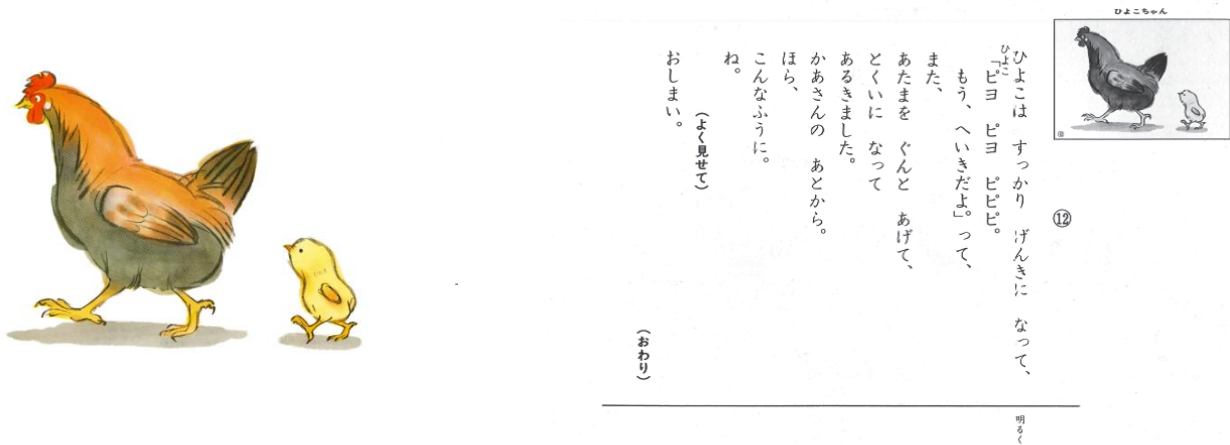 ひよこちゃん
⑫
ひよこは すっかり げんきに なって、
ひよこ
「ピヨ ピヨ ピピピ。
もう、へいきだよ」。って、
また、
あたまを ぐんと あげて、
とくいに なって
あるきました。
かあさんの あとから。
ほら、
こんなふうに。
ね。
(よく見せて)
おしまい。
(おわり)
明るく